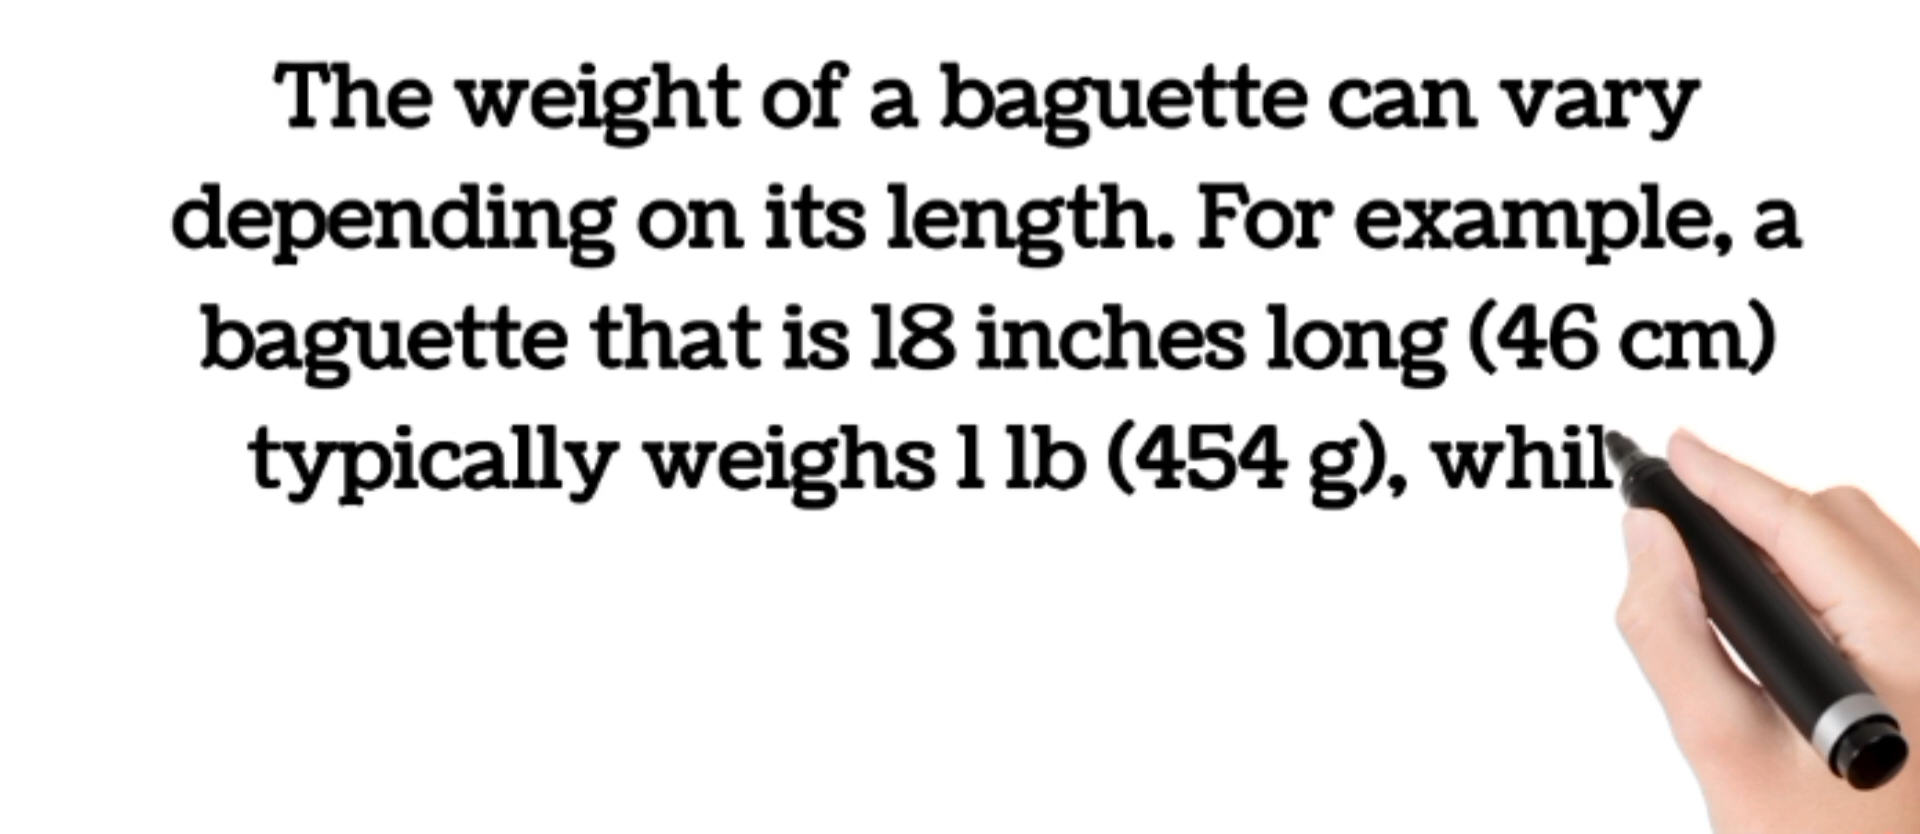 The weight of a baguette can vary
depending on its length. For example, a
baguette that is 18 inches long (46 cm)
typically weighs 1 lb (454 g), whil